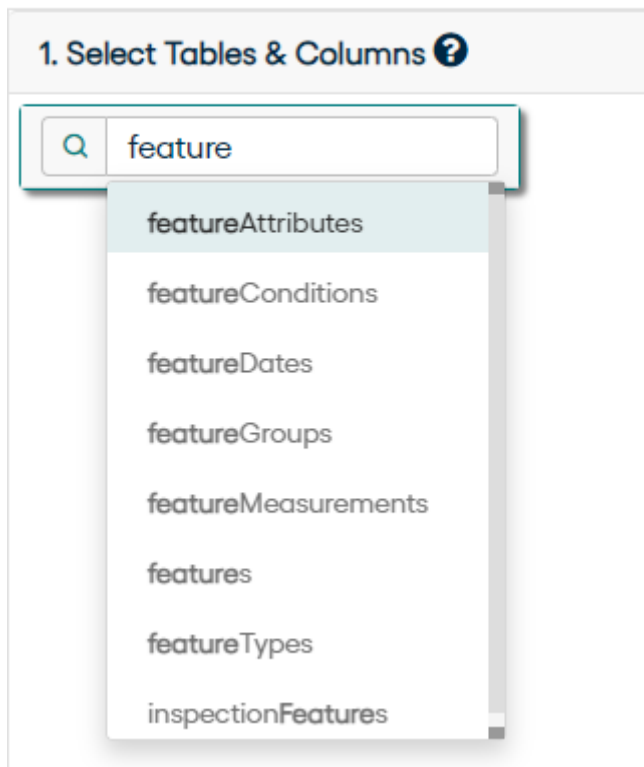 1. Select Tables & Columns ?
feature
featureAttributes
featureConditions
featureDates
featureGroups
featureMeasurements
features
featureTypes
inspectionFeatures